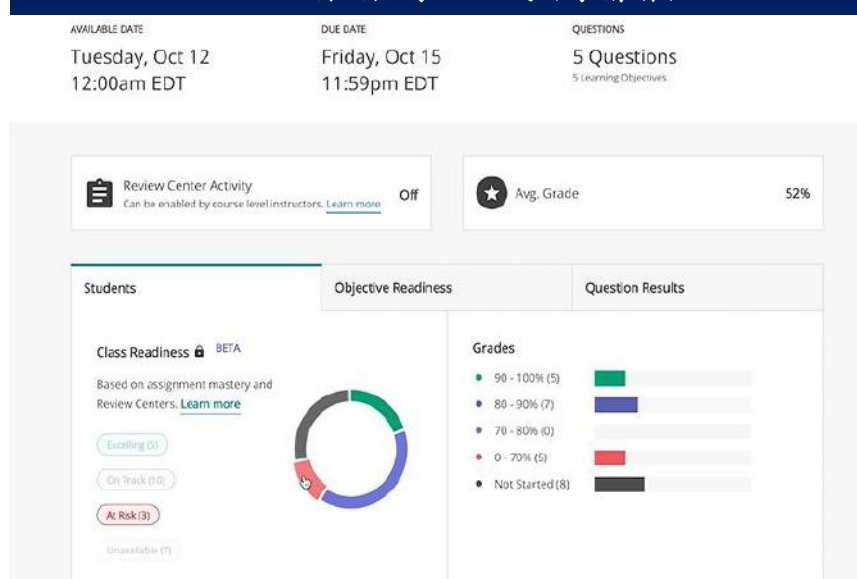 AVAILABLE DATE
Tuesday, Oct 12
12:00am EDT
DUE DATE
Friday, Oct 15
11:59pm EDT
QUESTIONS
5 Questions
5 Learning Objectives
Review Center Activity
Can be enabled by course level instructors. Learn more
Off
Avg. Grade
52%
Students
Objective Readiness
Question Results
Class Readiness BETA
Based on assignment mastery and
Review Centers. Learn more
Excelling (5)
On Track (10)
At Risk (3)
Unavailable (7)
Grades
90 - 100% (5)
80 - 90% (7)
70 - 80% (0)
0 - 70% (5)
Not Started (8)